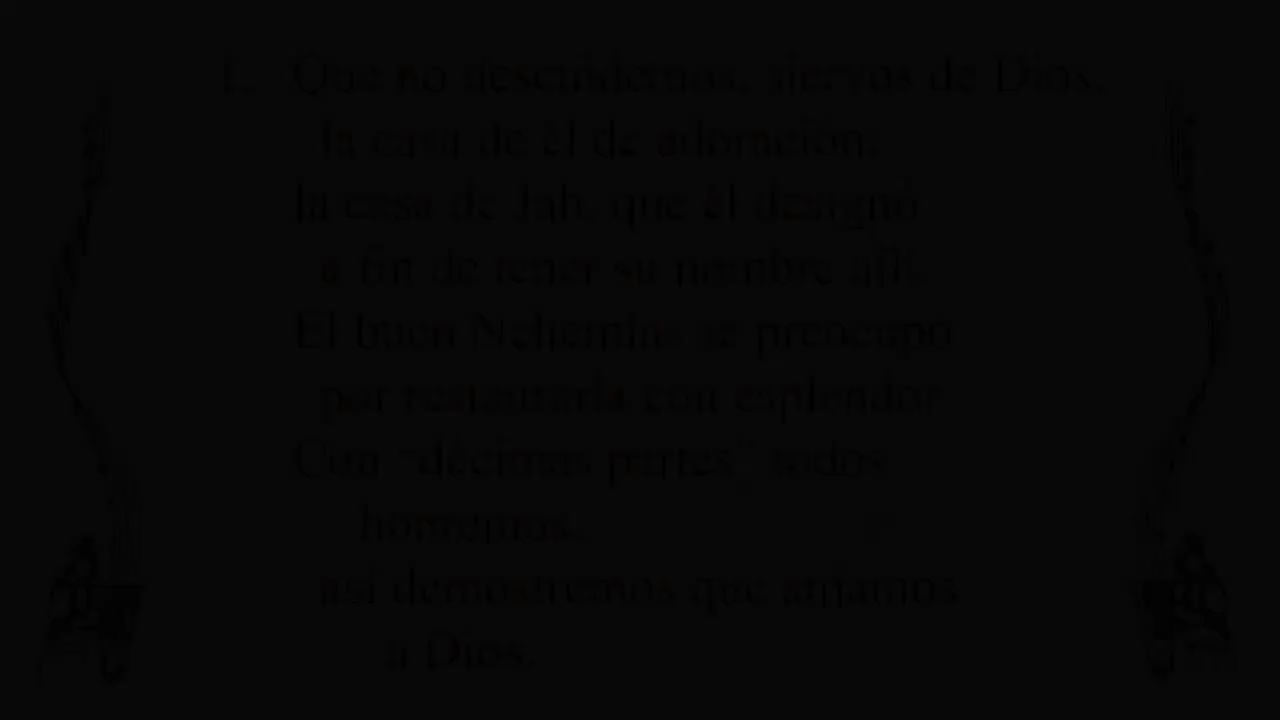 1. Que no descuidemos, siervos de Dios,
la casa de él de adoración;
la casa de Jah, que él designó
a fin de tener su nombre allí.
El buen Nehemías se preocupó
por restaurarla con esplendor.
Con “décimas partes” todos
honremos,
así demostremos que amamos
a Dios.